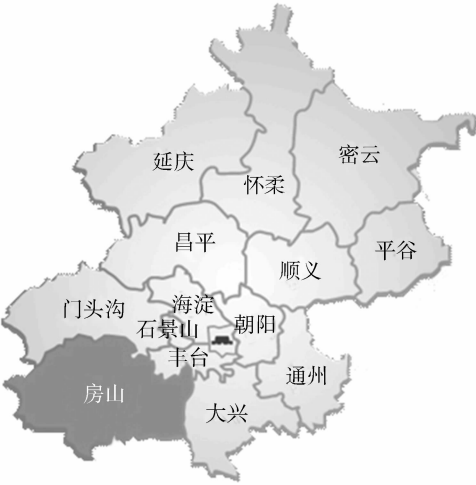 延庆
怀柔
密云
昌平
顺义
平谷
门头沟
海淀
石景山
朝阳
丰台
房山
大兴
通州